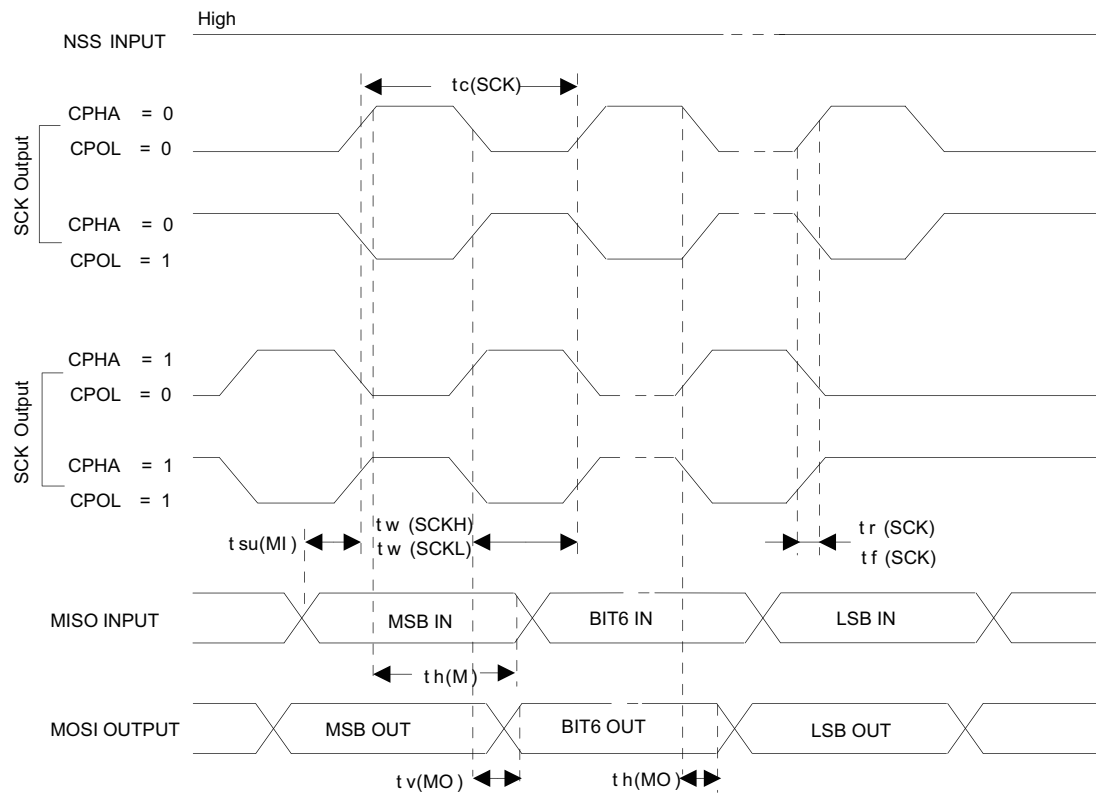 High
NSS INPUT
tc(SCK)
CPHA = 0
CPOL = 0
SCK Output
CPHA = 0
CPOL = 1
CPHA = 1
CPOL = 0
SCK Output
CPHA = 1
CPOL = 1
tsu(MI)
tw (SCKH)
tw (SCKL)
tr (SCK)
tf (SCK)
MISO INPUT
MSB IN
BIT6 IN
LSB IN
th(M)
MOSI OUTPUT
MSB OUT
BIT6 OUT
LSB OUT
tv(MO)
th(MO)